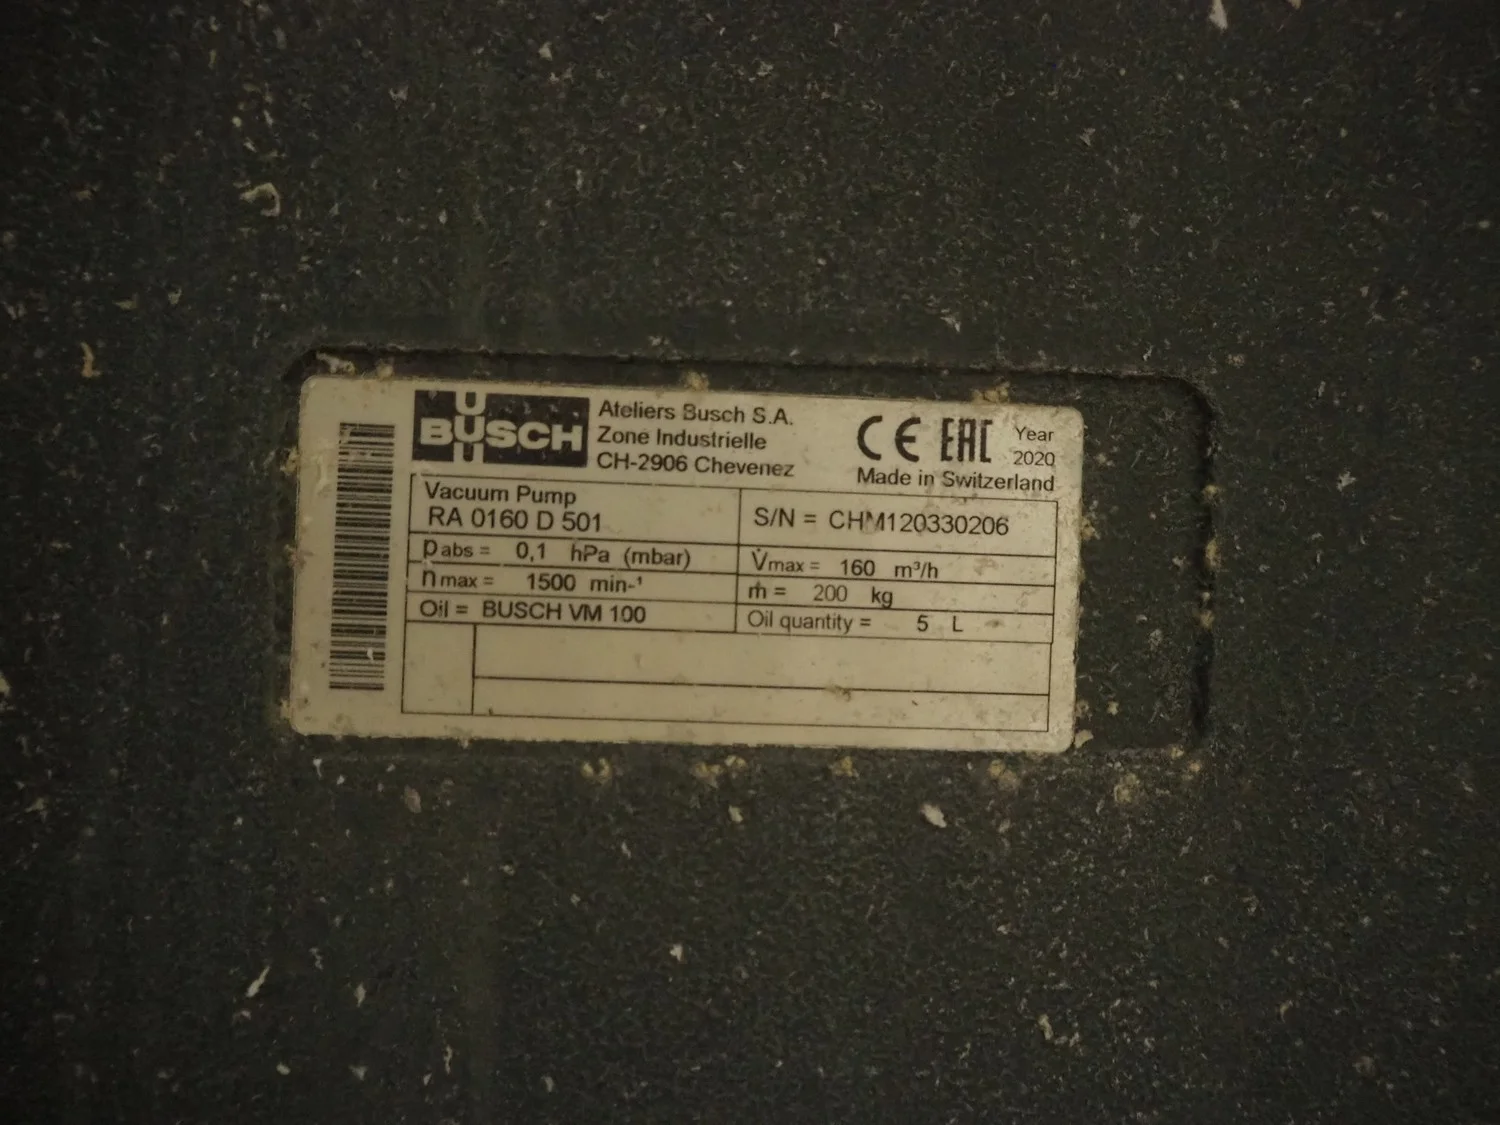 BUSCH
Ateliers Busch S.A.
Zone Industrielle
CH-2906 Chevenez
CE EAC
Year
2020
Made in Switzerland
Vacuum Pump
RA 0160 D 501
S/N = CHM120330206
Pabs = 0,1 hPa (mbar)
V̇max = 160 m³/h
nmax = 1500 min-¹
ṁ = 200 kg
Oil = BUSCH VM 100
Oil quantity = 5 L